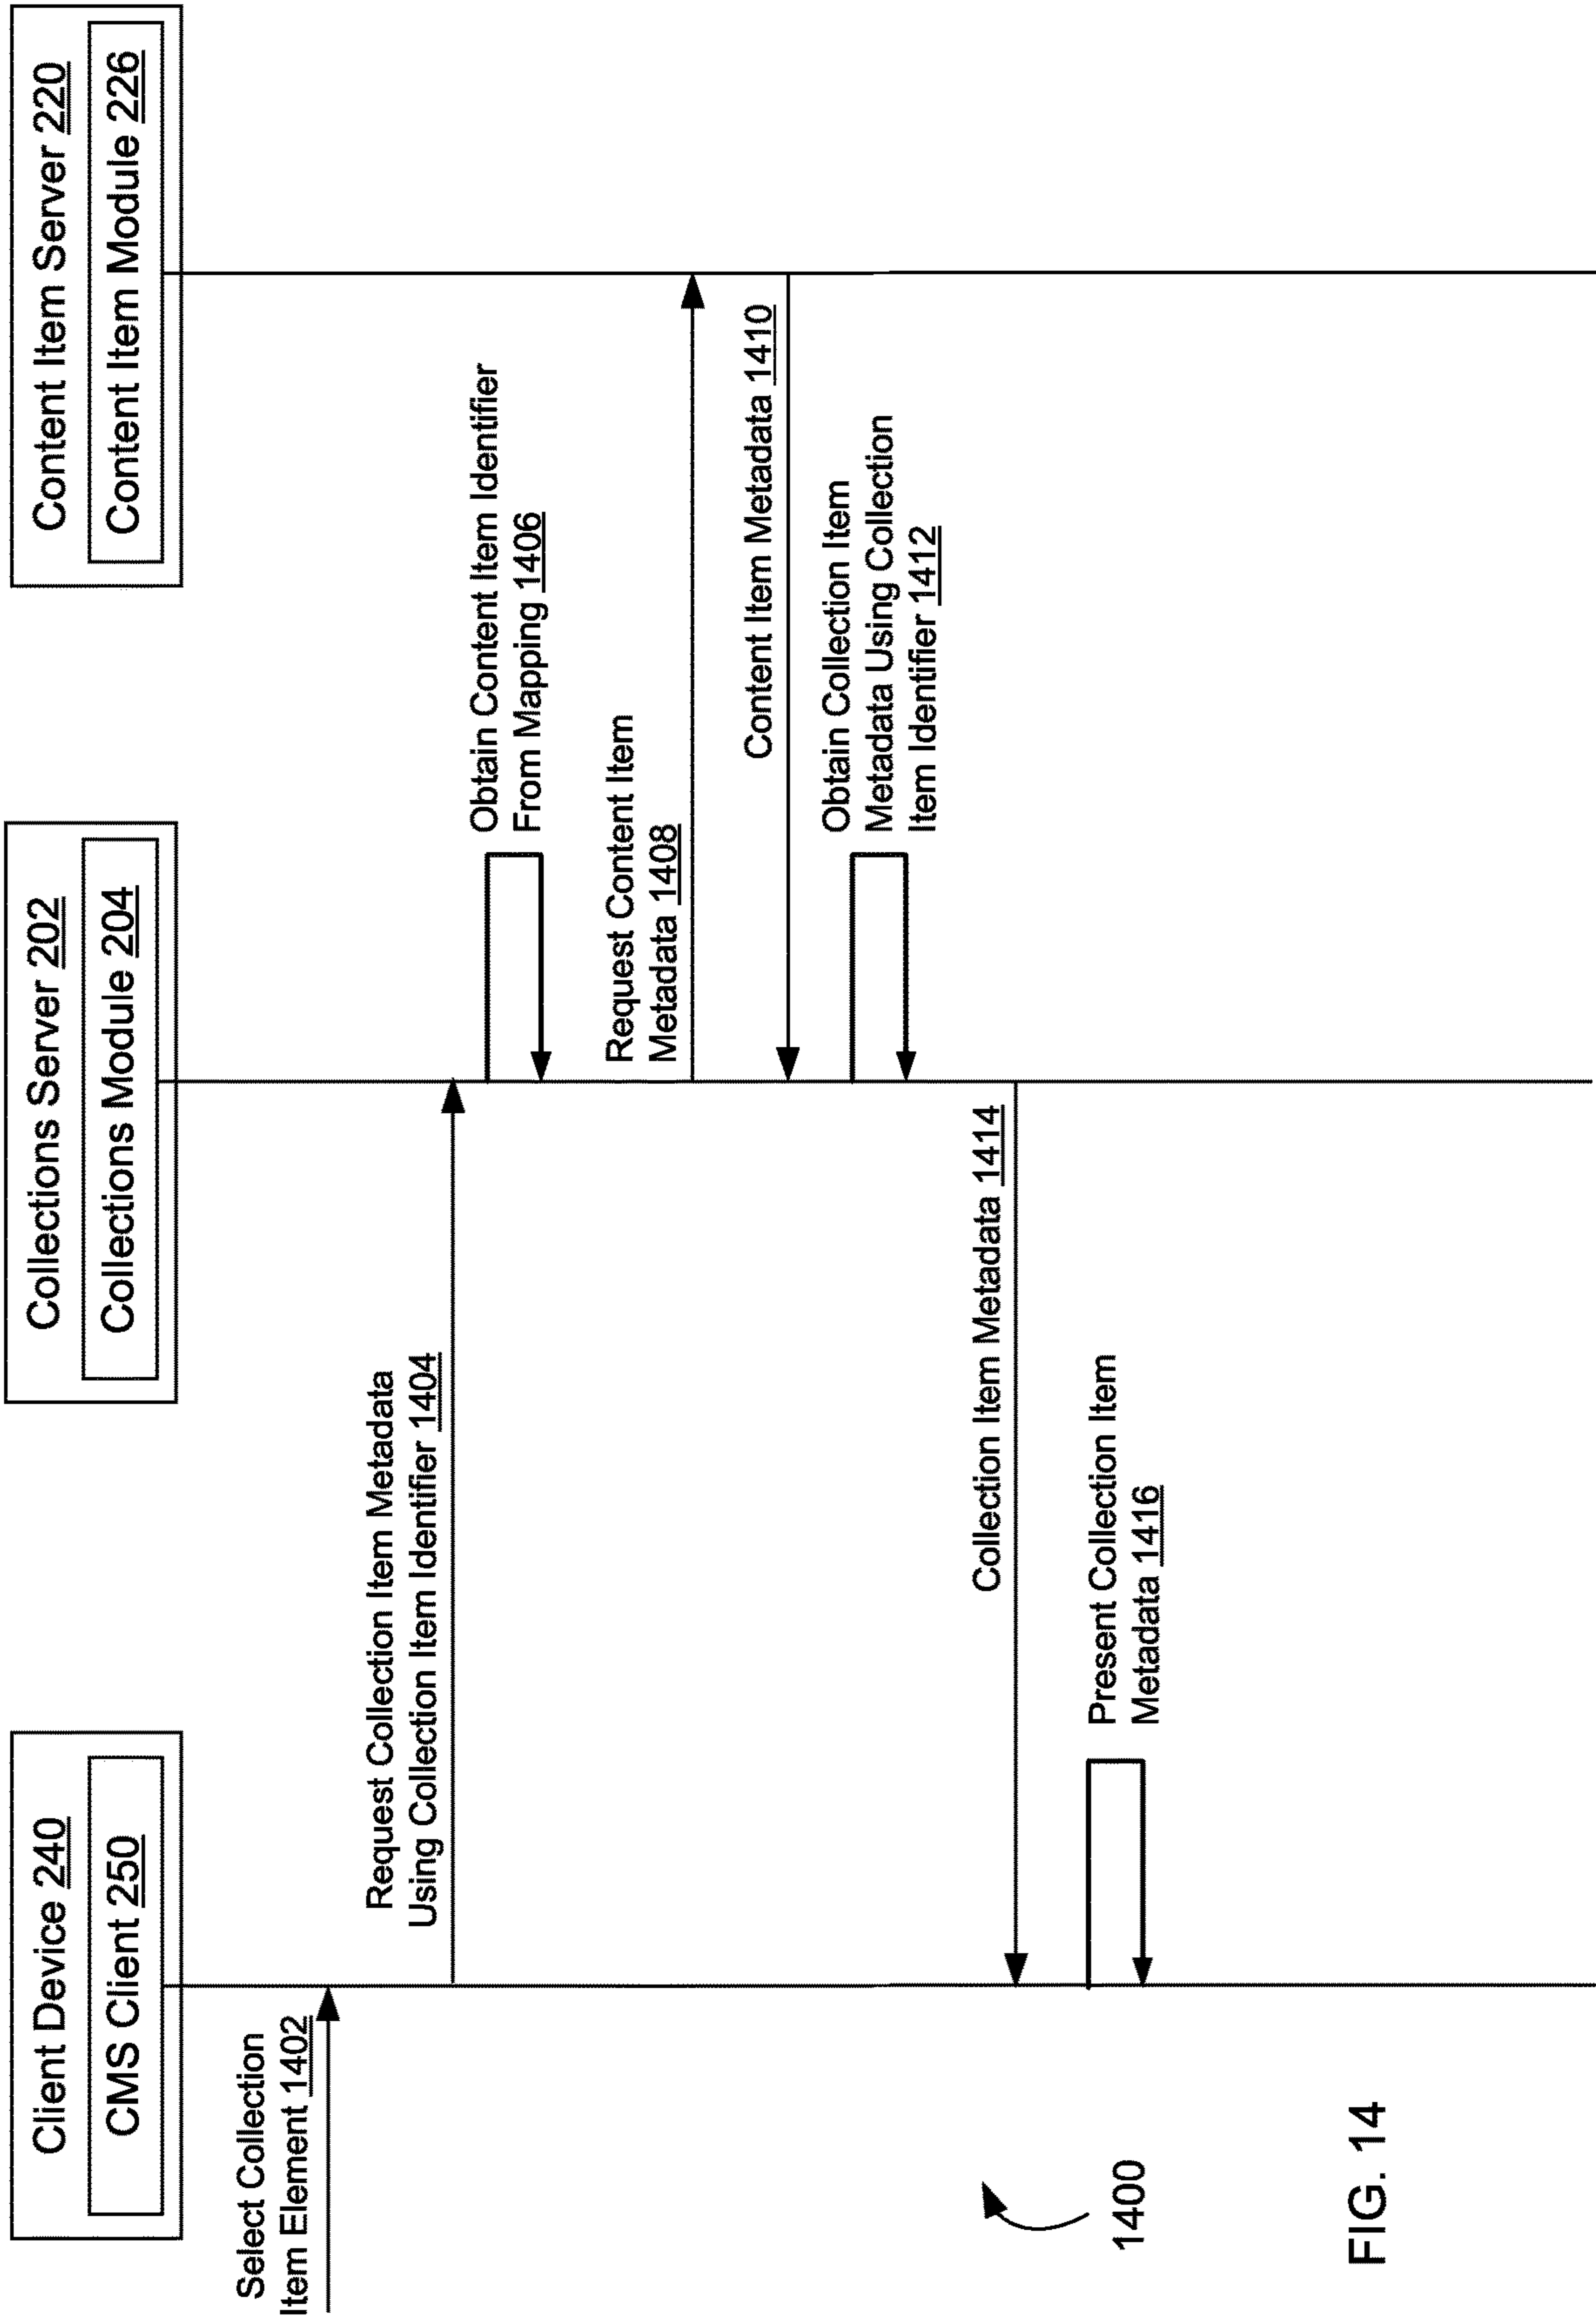 Client Device 240
CMS Client 250
Collections Server 202
Collections Module 204
Content Item Server 220
Content Item Module 226
Select Collection
Item Element 1402
Request Collection Item Metadata
Using Collection Item Identifier 1404
Obtain Content Item Identifier
From Mapping 1406
Request Content Item
Metadata 1408
Content Item Metadata 1410
Obtain Collection Item
Metadata Using Collection
Item Identifier 1412
Collection Item Metadata 1414
Present Collection Item
Metadata 1416
1400
FIG. 14